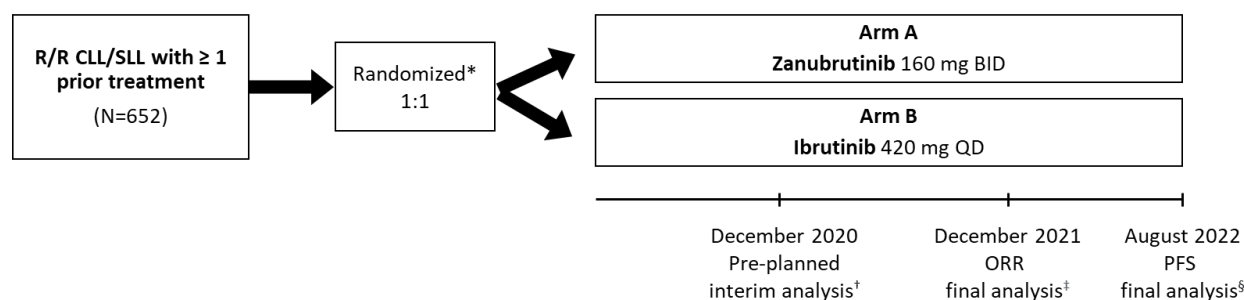 R/R CLL/SLL with ≥ 1
prior treatment
(N=652)
Randomized*
1:1
Arm A
Zanubrutinib 160 mg BID
Arm B
Ibrutinib 420 mg QD
December 2020
Pre-planned
interim analysis†
December 2021
ORR
final analysis‡
August 2022
PFS
final analysis§